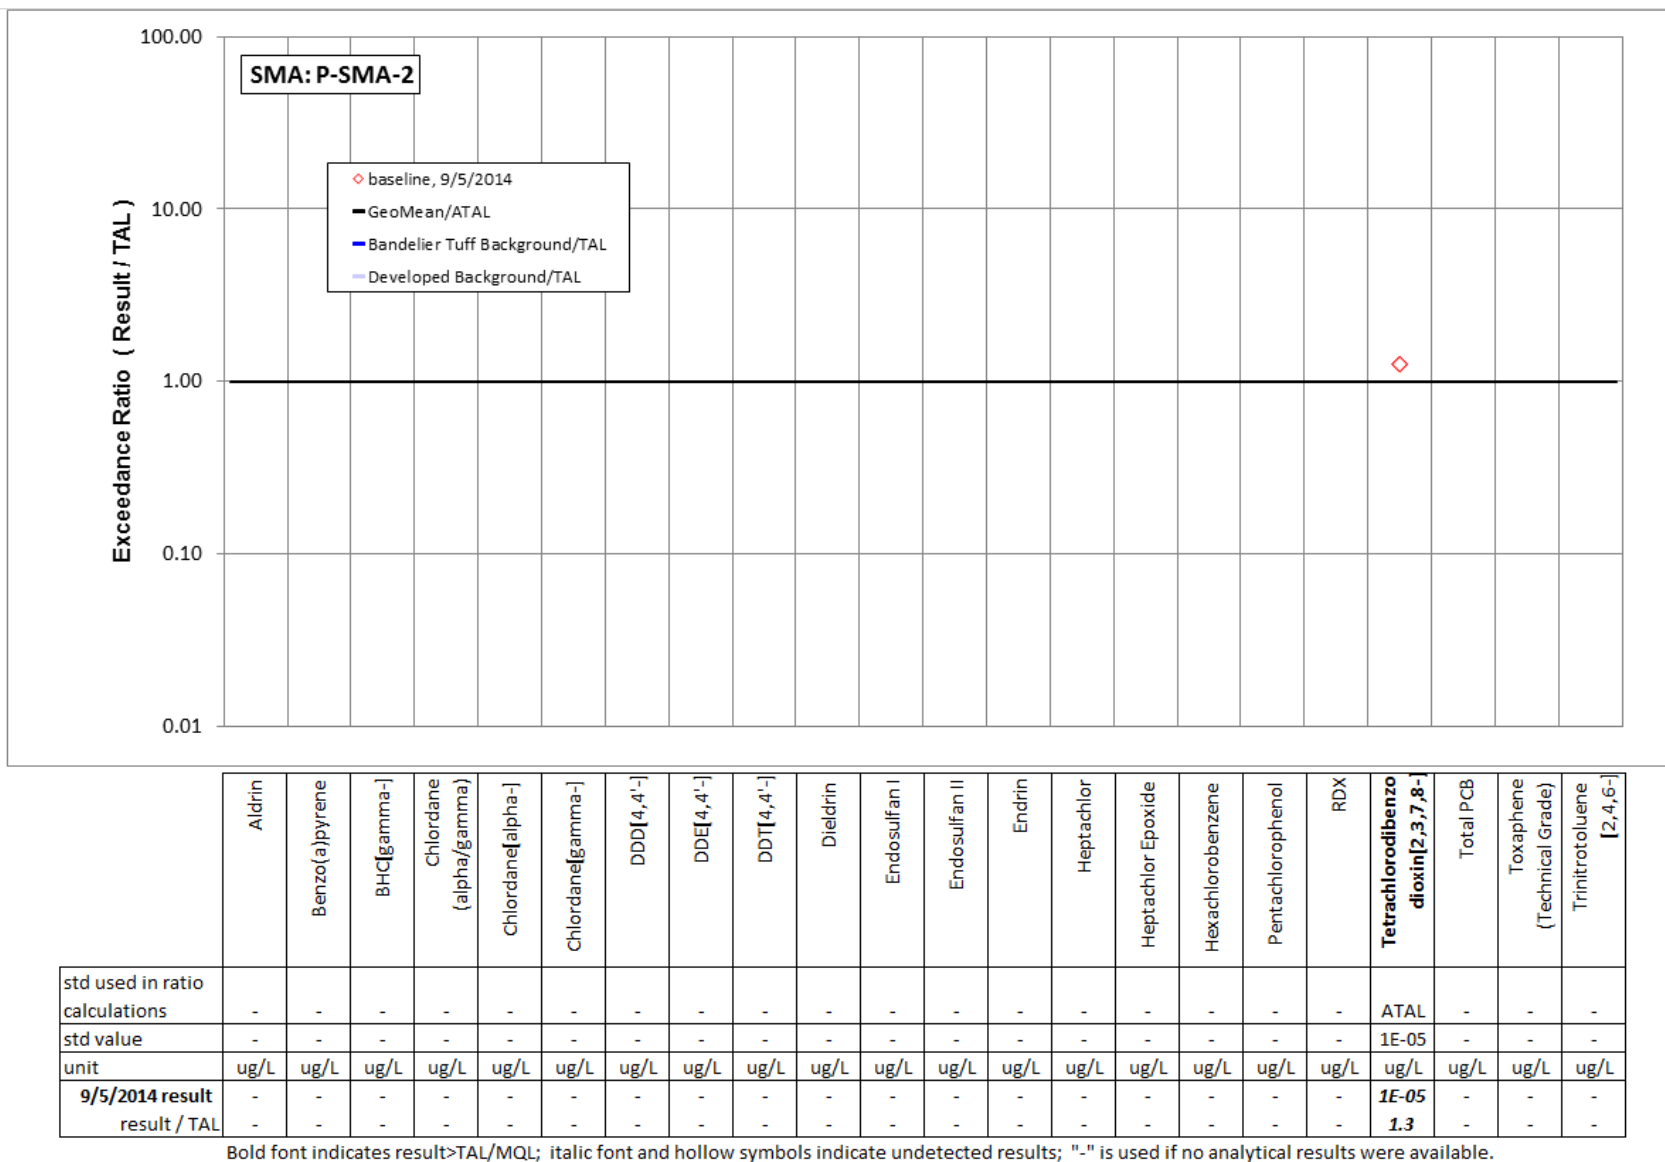 100.00
SMA: P-SMA-2
baseline, 9/5/2014
GeoMean/ATAL
Bandelier Tuff Background/TAL
Developed Background/TAL
10.00
1.00
0.10
0.01
Exceedance Ratio ( Result / TAL )
Aldrin
Benzo(a)pyrene
BHC[gamma-]
Chlordane
(alpha/gamma)
Chlordane[alpha-]
Chlordane[gamma-]
DDD[4,4'-]
DDE[4,4'-]
DDT[4,4'-]
Dieldrin
Endosulfan I
Endosulfan II
Endrin
Heptachlor
Heptachlor Epoxide
Hexachlorobenzene
Pentachlorophenol
RDX
Tetrachlorodibenzo
dioxin[2,3,7,8-]
Total PCB
Toxaphene
(Technical Grade)
Trinitrotoluene
[2,4,6-]
std used in ratio
calculations - - - - - - - - - - - - - - - - - - ATAL - - -
std value - - - - - - - - - - - - - - - - - - 1E-05 - - -
unit ug/L ug/L ug/L ug/L ug/L ug/L ug/L ug/L ug/L ug/L ug/L ug/L ug/L ug/L ug/L ug/L ug/L ug/L ug/L ug/L ug/L ug/L
9/5/2014 result - - - - - - - - - - - - - - - - - - 1E-05 - - -
result / TAL - - - - - - - - - - - - - - - - - - 1.3 - - -
Bold font indicates result>TAL/MQL; italic font and hollow symbols indicate undetected results; "-" is used if no analytical results were available.